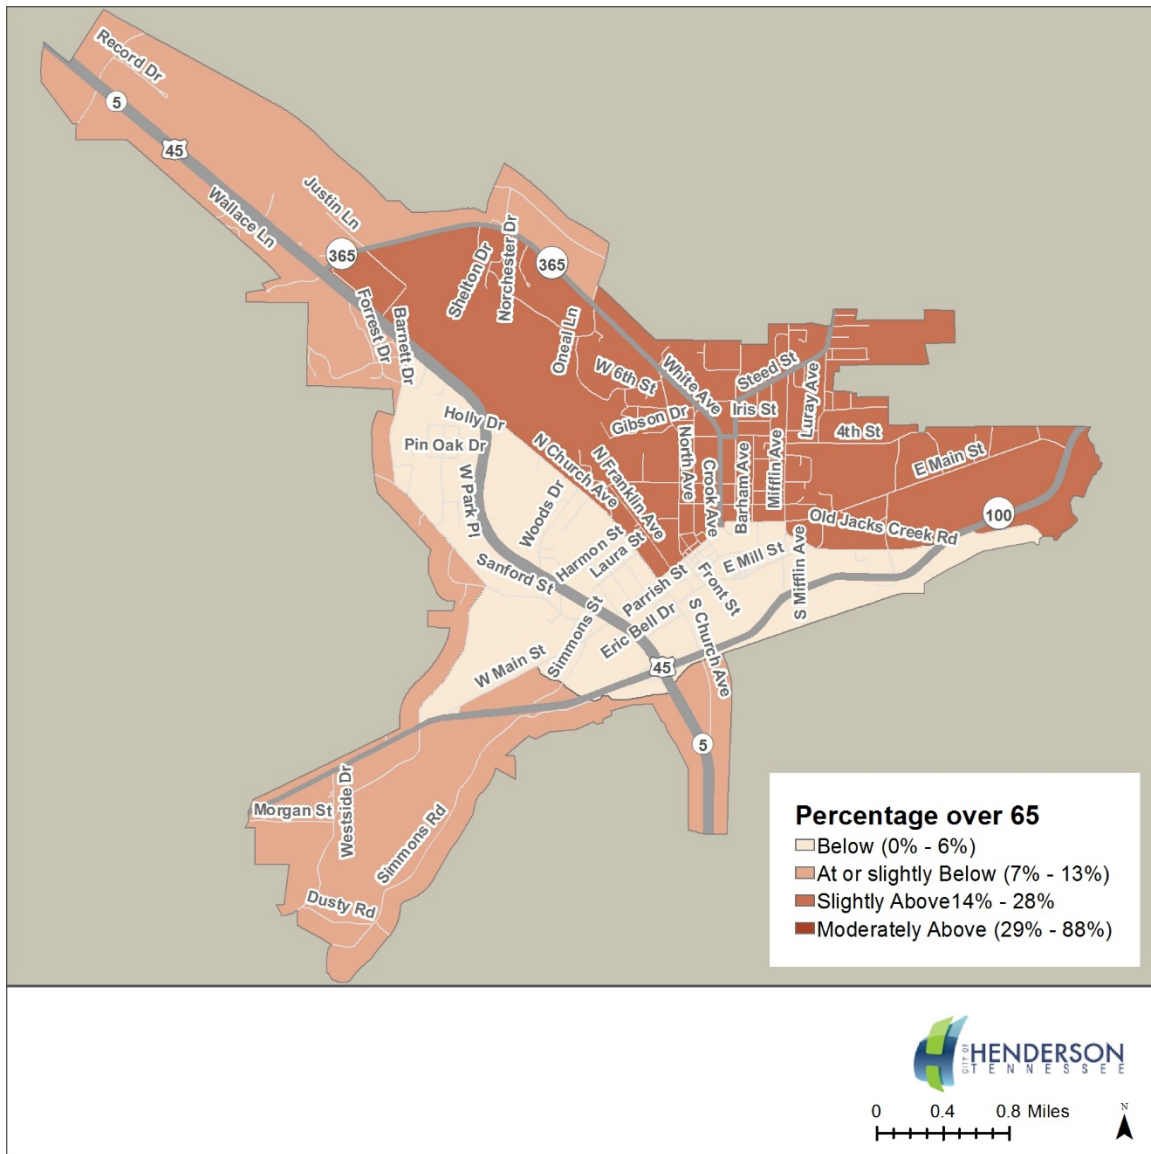 Record Dr
5
45
Wallace Ln
Justin Ln
365
Norchester Dr
Shelton Dr
365
Forrest Dr
Barnett Dr
Oneal Ln
W 6th St
White Ave
Steed St
Luray Ave
Iris St
Gibson Dr
Holly Dr
Pin Oak Dr
4th St
E Main St
N Church Ave
N Franklin Ave
North Ave
Crook Ave
Barham Ave
Mifflin Ave
W Park Pl
Woods Dr
100
Old Jacks Creek Rd
Harmon St
Laura St
E Mill St
S Mifflin Ave
Sanford St
Parrish St
Front St
Simmons St
Eric Bell Dr
S Church Ave
W Main St
45
5
Morgan St
Westside Dr
Simmons Rd
Dusty Rd
Percentage over 65
Below (0% - 6%)
At or slightly Below (7% - 13%)
Slightly Above14% - 28%
Moderately Above (29% - 88%)
CITY OF
HENDERSON
TENNESSEE
0 0.4 0.8 Miles
N